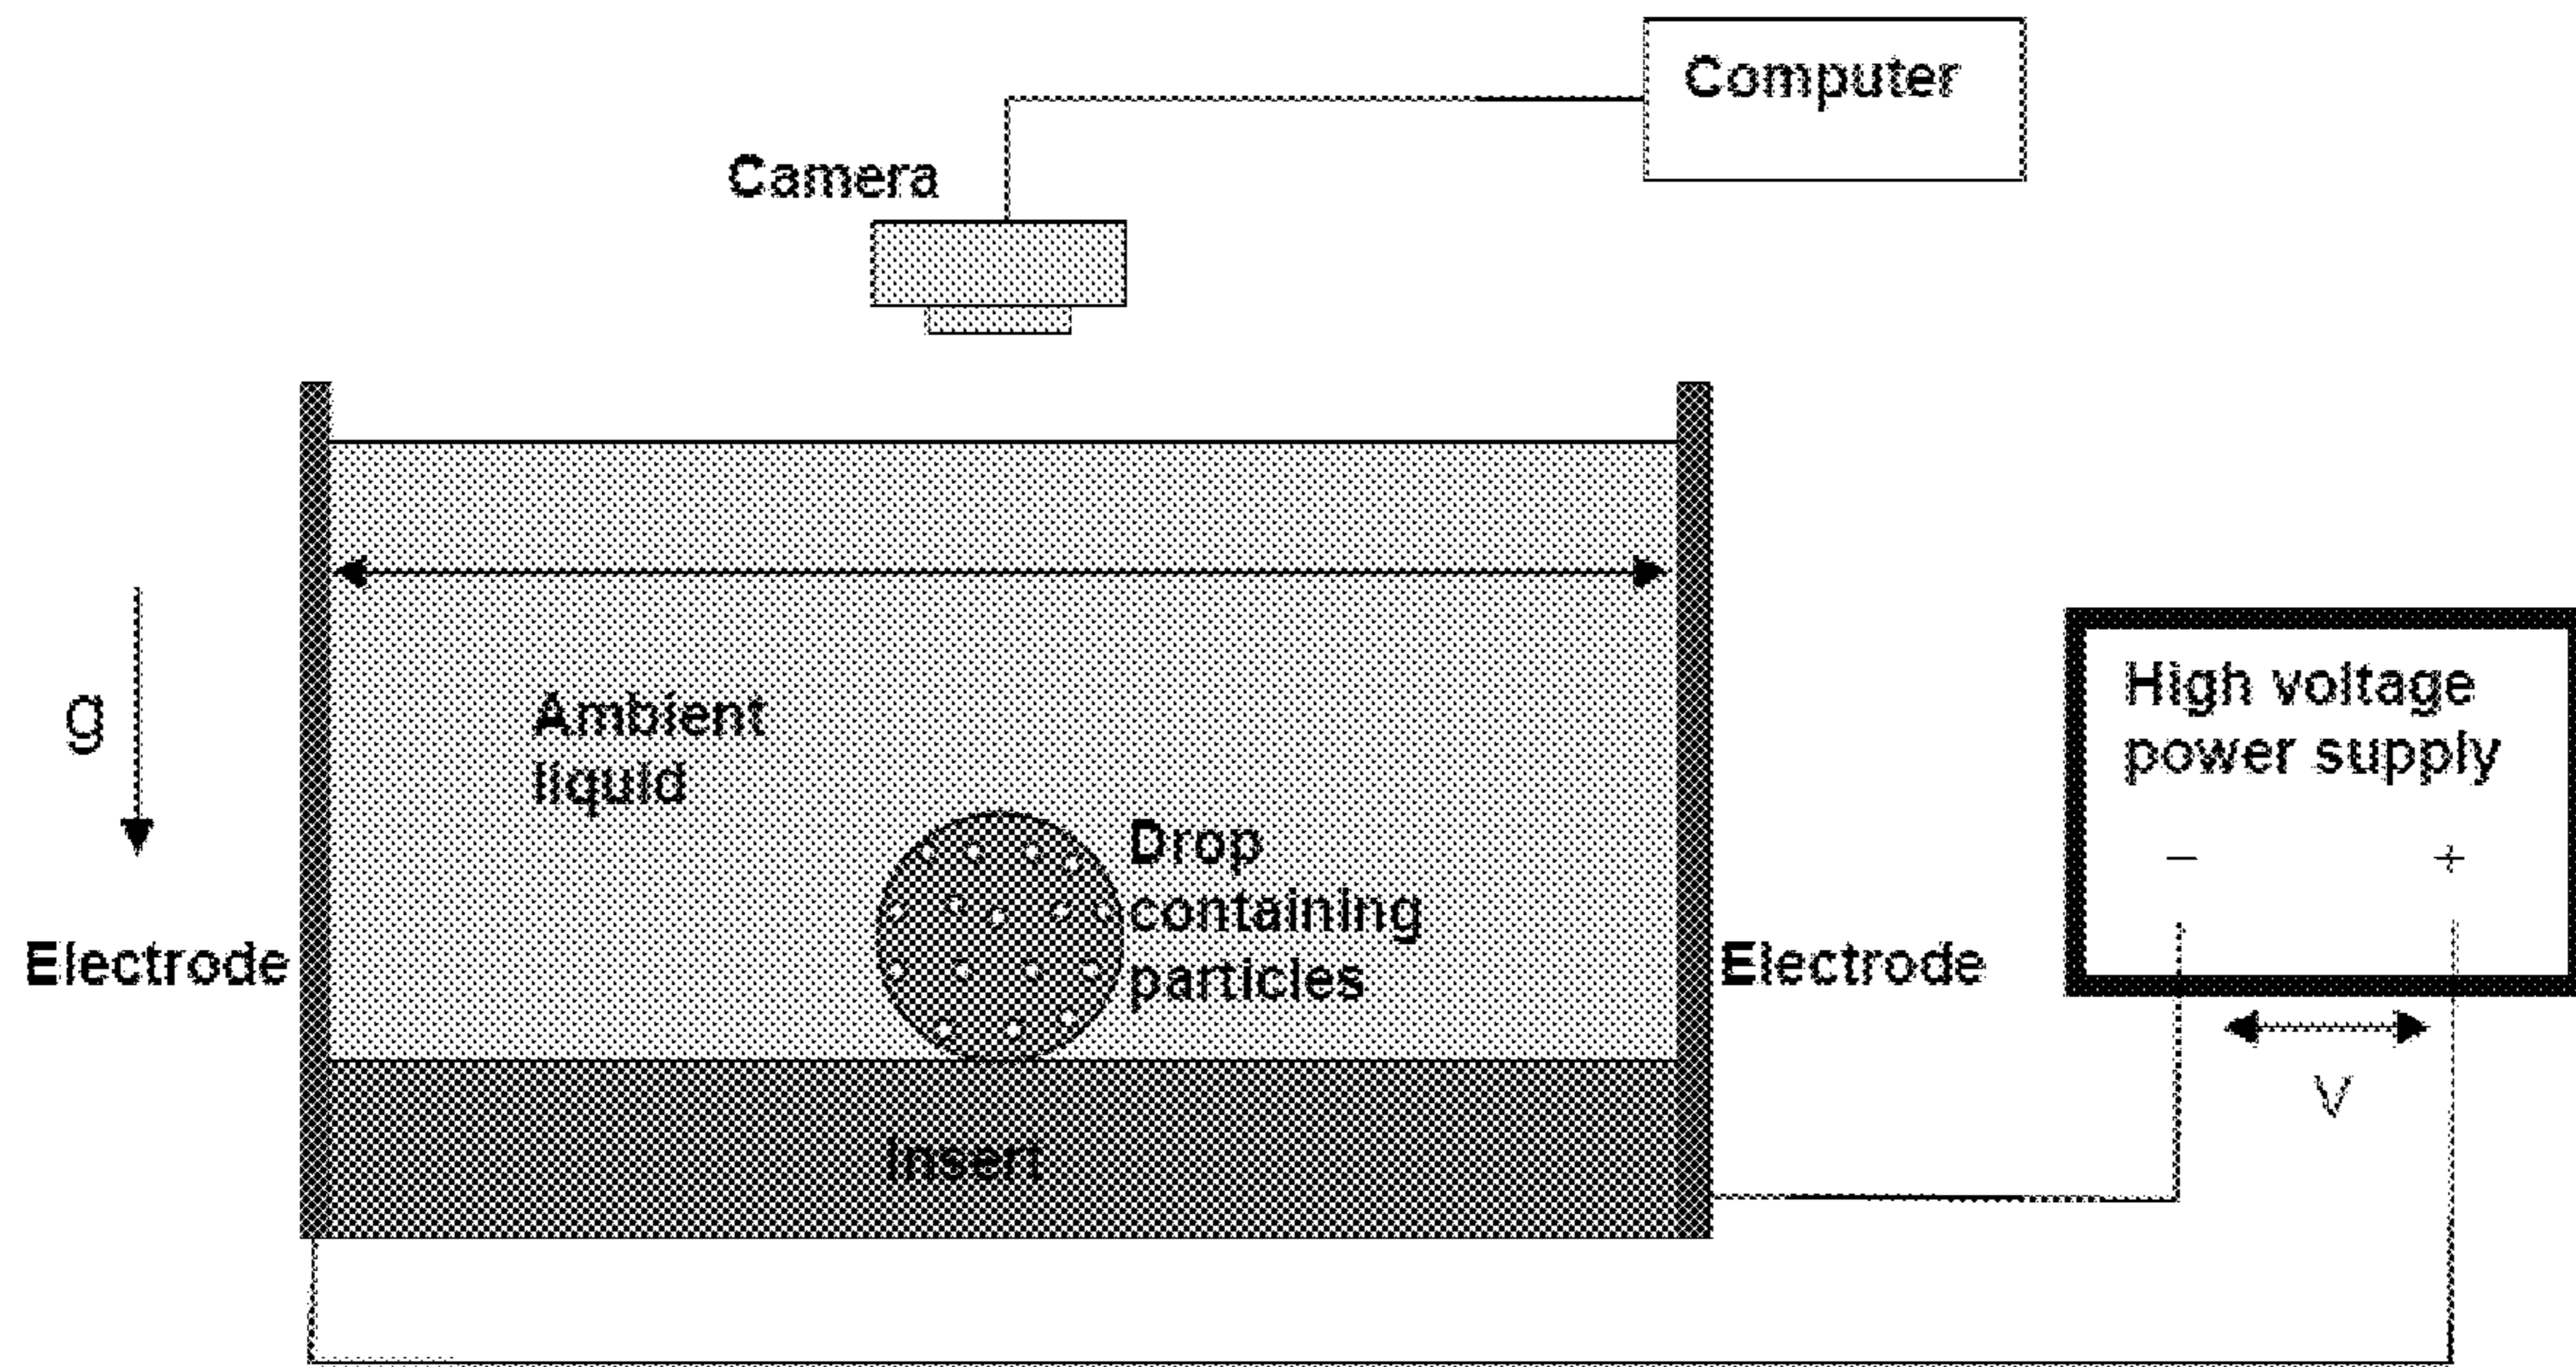 Computer
Camera
g
Ambient
liquid
High voltage
power supply
− +
Drop
containing
particles
Electrode
Electrode
V
Insert